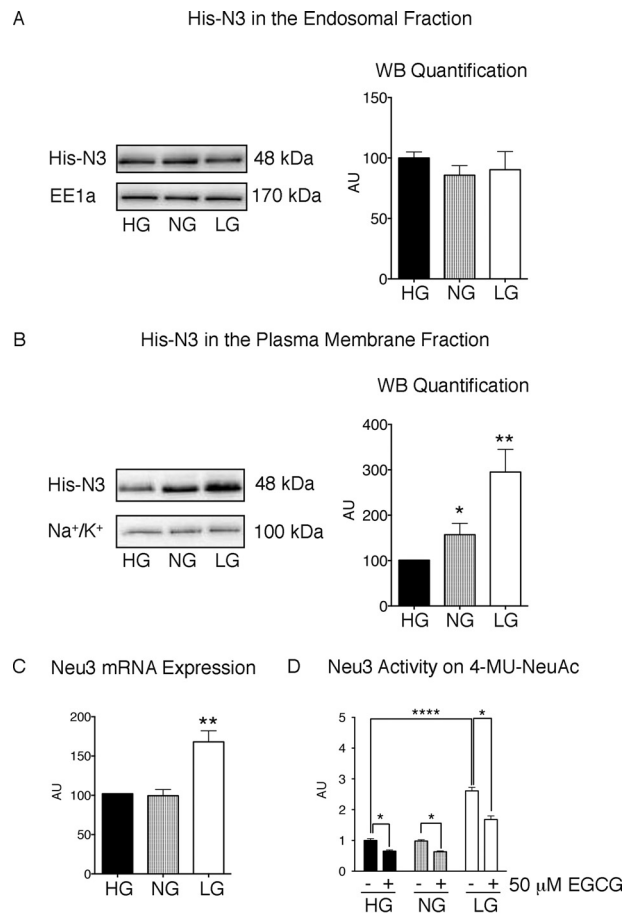 A
His-N3 in the Endosomal Fraction
WB Quantification
His-N3
48 kDa
EE1a
170 kDa
HG NG LG
AU
150
100
50
0
HG NG LG
B
His-N3 in the Plasma Membrane Fraction
WB Quantification
His-N3
48 kDa
Na⁺/K⁺
100 kDa
HG NG LG
AU
400
300
200
100
0
*
**
HG NG LG
C
Neu3 mRNA Expression
AU
200
150
100
50
0
**
HG NG LG
D
Neu3 Activity on 4-MU-NeuAc
AU
5
4
3
2
1
0
**** *
* *
- + - + - + 50 µM EGCG
HG NG LG